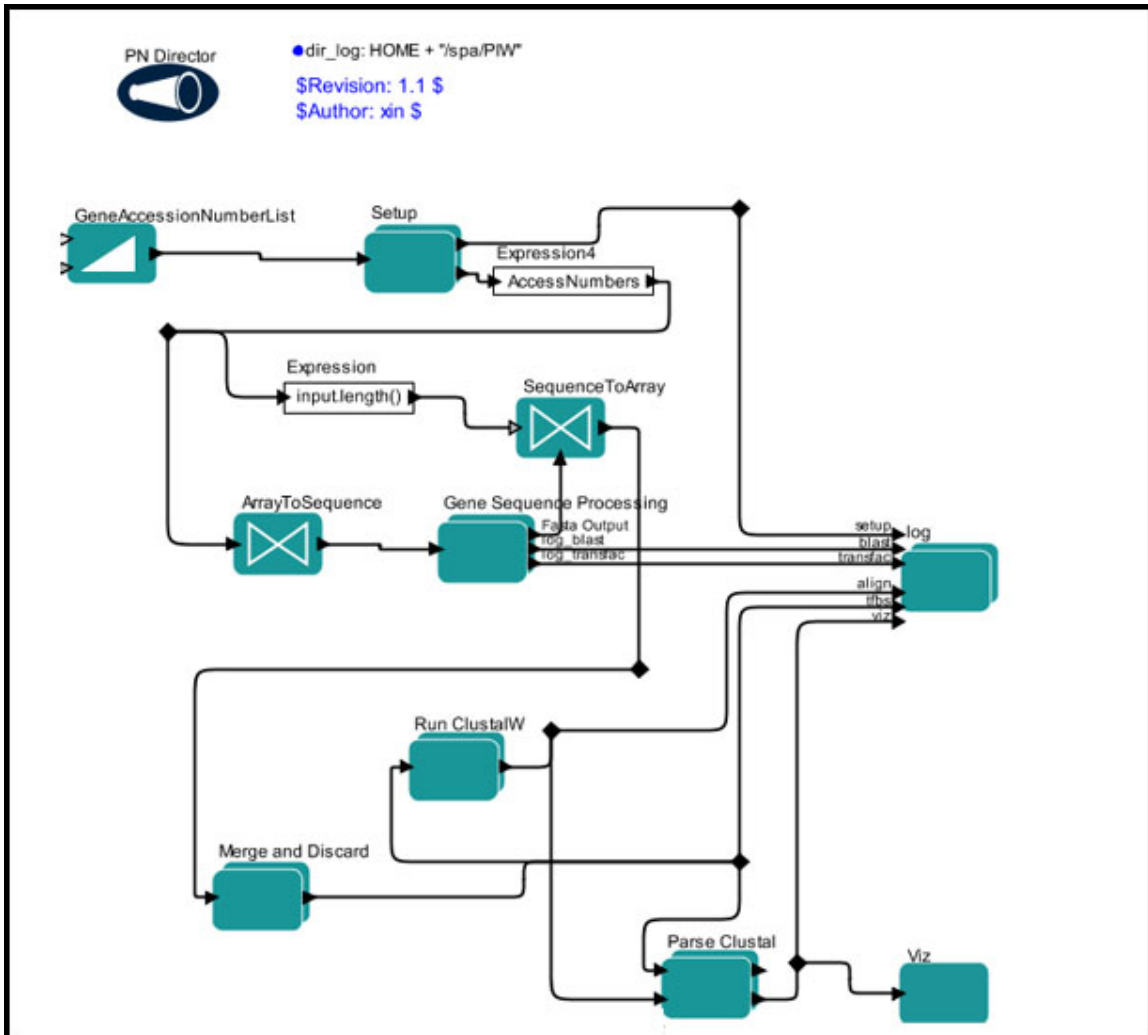 PN Director
dir_log: HOME + "/spa/PIW"
$Revision: 1.1 $
$Author: xin $
GeneAccessionNumberList
Setup
Expression4
AccessNumbers
Expression
input.length()
SequenceToArray
ArrayToSequence
Gene Sequence Processing
Fasta Output
log_blast
log_transfac
setup
log
blast
transfac
align
tfbs
viz
Run ClustalW
Merge and Discard
Parse Clustal
Viz